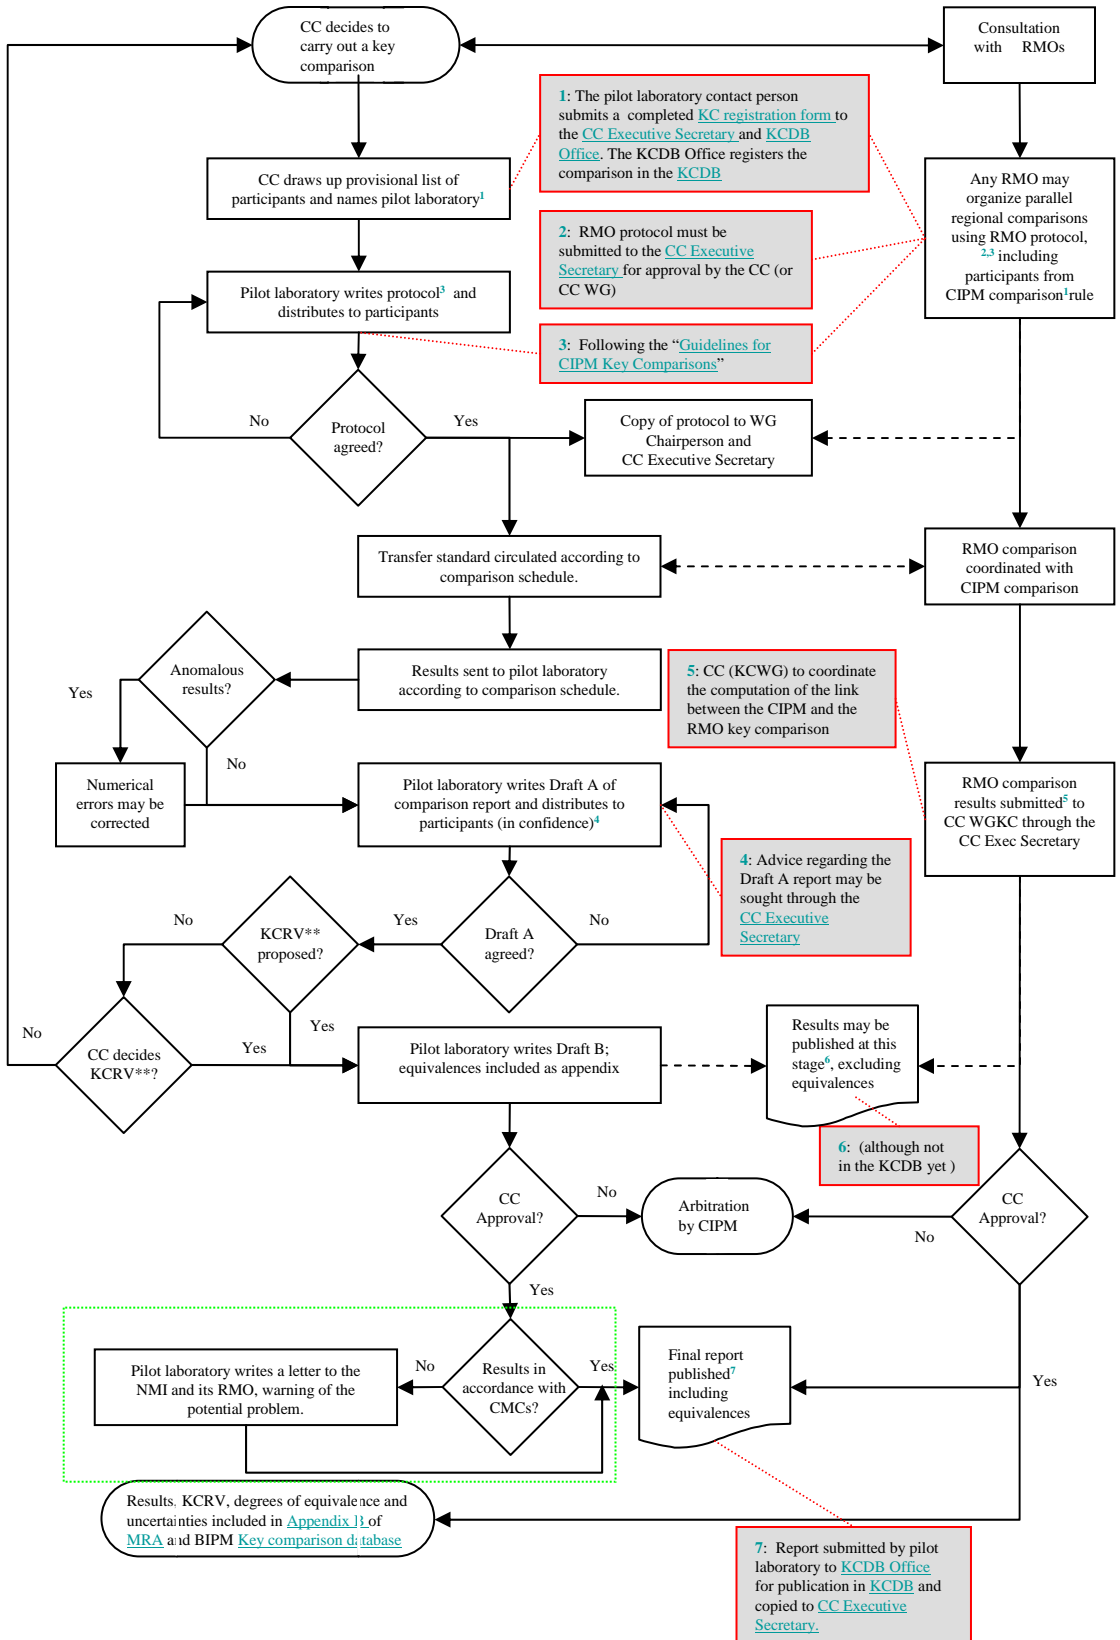 CC decides to
carry out a key
comparison
Consultation
with RMOs
1: The pilot laboratory contact person
submits a completed KC registration form to
the CC Executive Secretary and KCDB
Office. The KCDB Office registers the
comparison in the KCDB
CC draws up provisional list of
participants and names pilot laboratory1
Any RMO may
organize parallel
regional comparisons
using RMO protocol,
2,3 including
participants from
CIPM comparison1rule
2: RMO protocol must be
submitted to the CC Executive
Secretary for approval by the CC (or
CC WG)
Pilot laboratory writes protocol3 and
distributes to participants
3: Following the “Guidelines for
CIPM Key Comparisons”
No
Protocol
agreed?
Yes
Copy of protocol to WG
Chairperson and
CC Executive Secretary
Transfer standard circulated according to
comparison schedule.
RMO comparison
coordinated with
CIPM comparison
Anomalous
results?
Yes
No
Results sent to pilot laboratory
according to comparison schedule.
5: CC (KCWG) to coordinate
the computation of the link
between the CIPM and the
RMO key comparison
Numerical
errors may be
corrected
Pilot laboratory writes Draft A of
comparison report and distributes to
participants (in confidence)4
RMO comparison
results submitted5 to
CC WGKC through the
CC Exec Secretary
4: Advice regarding the
Draft A report may be
sought through the
CC Executive
Secretary
No
KCRV**
proposed?
Yes
Draft A
agreed?
No
No
CC decides
KCRV**?
Yes
Yes
Pilot laboratory writes Draft B;
equivalences included as appendix
Results may be
published at this
stage6, excluding
equivalences
6: (although not
in the KCDB yet )
CC
Approval?
No
Arbitration
by CIPM
No
CC
Approval?
Yes
Yes
Pilot laboratory writes a letter to the
NMI and its RMO, warning of the
potential problem.
No
Results in
accordance with
CMCs?
Yes
Final report
published7
including
equivalences
Results, KCRV, degrees of equivalence and
uncertainties included in Appendix B of
MRA and BIPM Key comparison database
7: Report submitted by pilot
laboratory to KCDB Office
for publication in KCDB and
copied to CC Executive
Secretary.